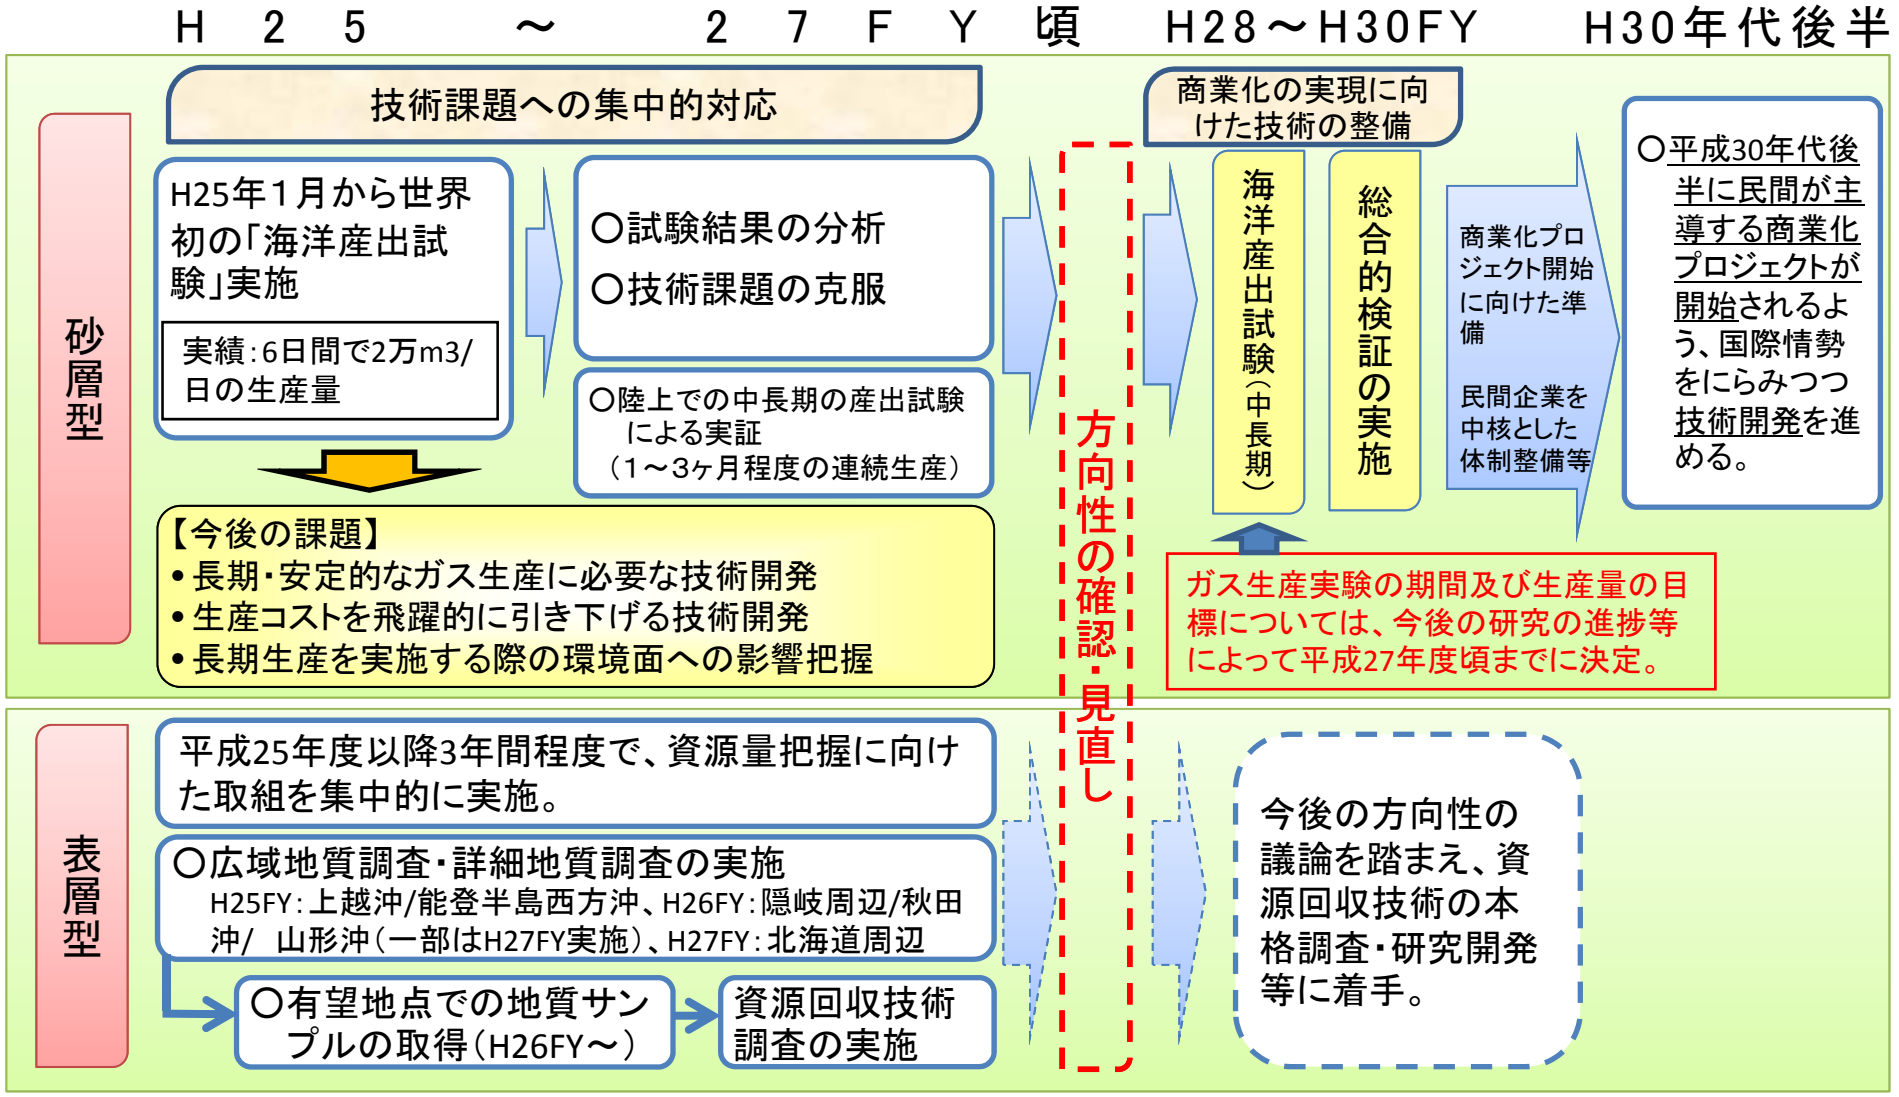 H25～27FY頃
H28～H30FY
H30年代後半
技術課題への集中的対応
商業化の実現に向
けた技術の整備
砂層型
H25年１月から世界
初の「海洋産出試
験」実施
実績：6日間で2万m3/
日の生産量
○試験結果の分析
○技術課題の克服
○陸上での中長期の産出試験
による実証
（１～３ヶ月程度の連続生産）
【今後の課題】
•長期・安定的なガス生産に必要な技術開発
•生産コストを飛躍的に引き下げる技術開発
•長期生産を実施する際の環境面への影響把握
方向性の確認・見直し
海洋産出試験（中長期）
総合的検証の実施
商業化プロ
ジェクト開始
に向けた準
備
民間企業を
中核とした
体制整備等
○平成30年代後
半に民間が主
導する商業化
プロジェクトが
開始されるよ
う、国際情勢
をにらみつつ
技術開発を進
める。
ガス生産実験の期間及び生産量の目
標については、今後の研究の進捗等
によって平成27年度頃までに決定。
表層型
平成25年度以降3年間程度で、資源量把握に向け
た取組を集中的に実施。
○広域地質調査・詳細地質調査の実施
H25FY：上越沖/能登半島西方沖、H26FY：隠岐周辺/秋田
沖/ 山形沖（一部はH27FY実施）、H27FY：北海道周辺
○有望地点での地質サン
プルの取得（H26FY～）
資源回収技術
調査の実施
今後の方向性の
議論を踏まえ、資
源回収技術の本
格調査・研究開発
等に着手。